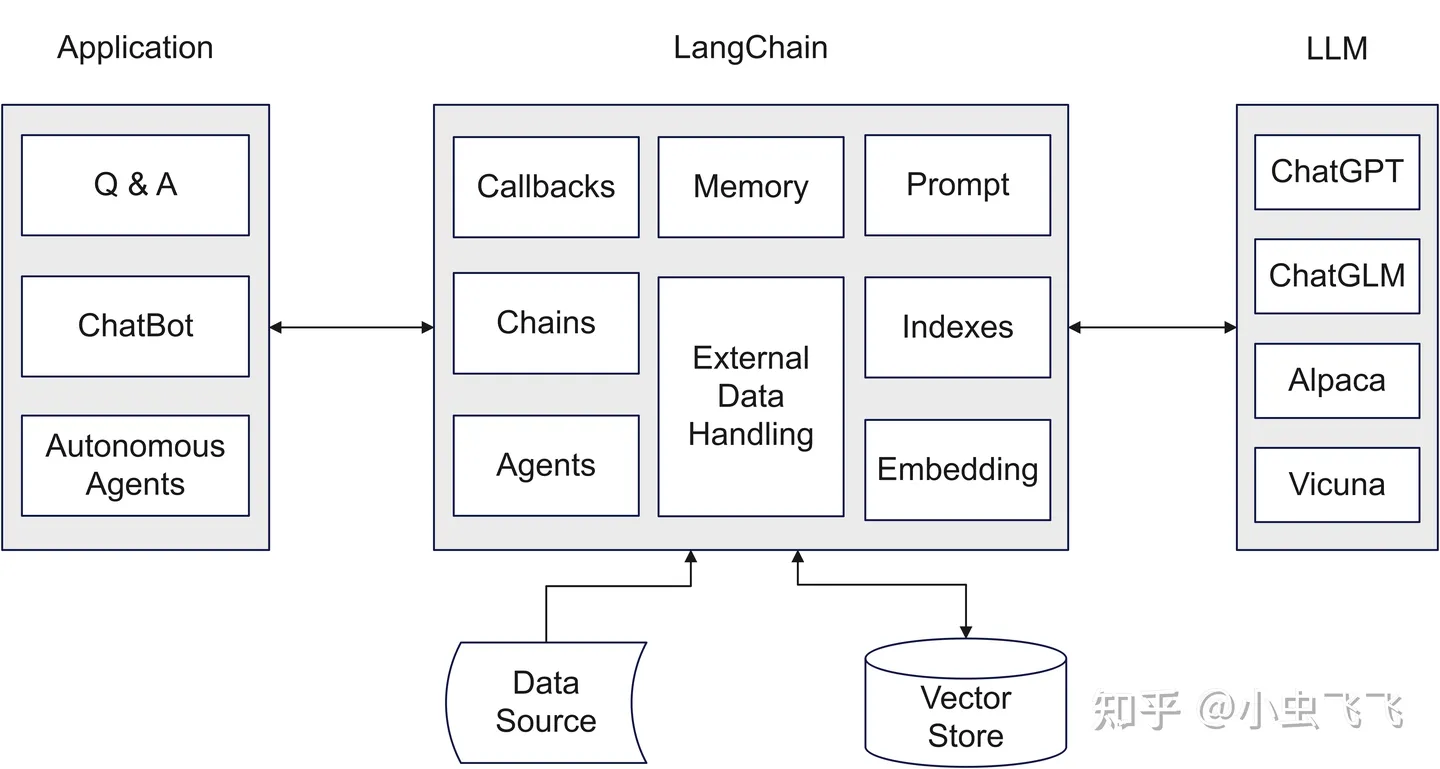 Application
LangChain
LLM
Q & A
ChatBot
Autonomous
Agents
Callbacks
Memory
Prompt
Chains
External
Data
Handling
Indexes
Agents
Embedding
ChatGPT
ChatGLM
Alpaca
Vicuna
Data
Source
Vector
Store
知乎 @小虫飞飞